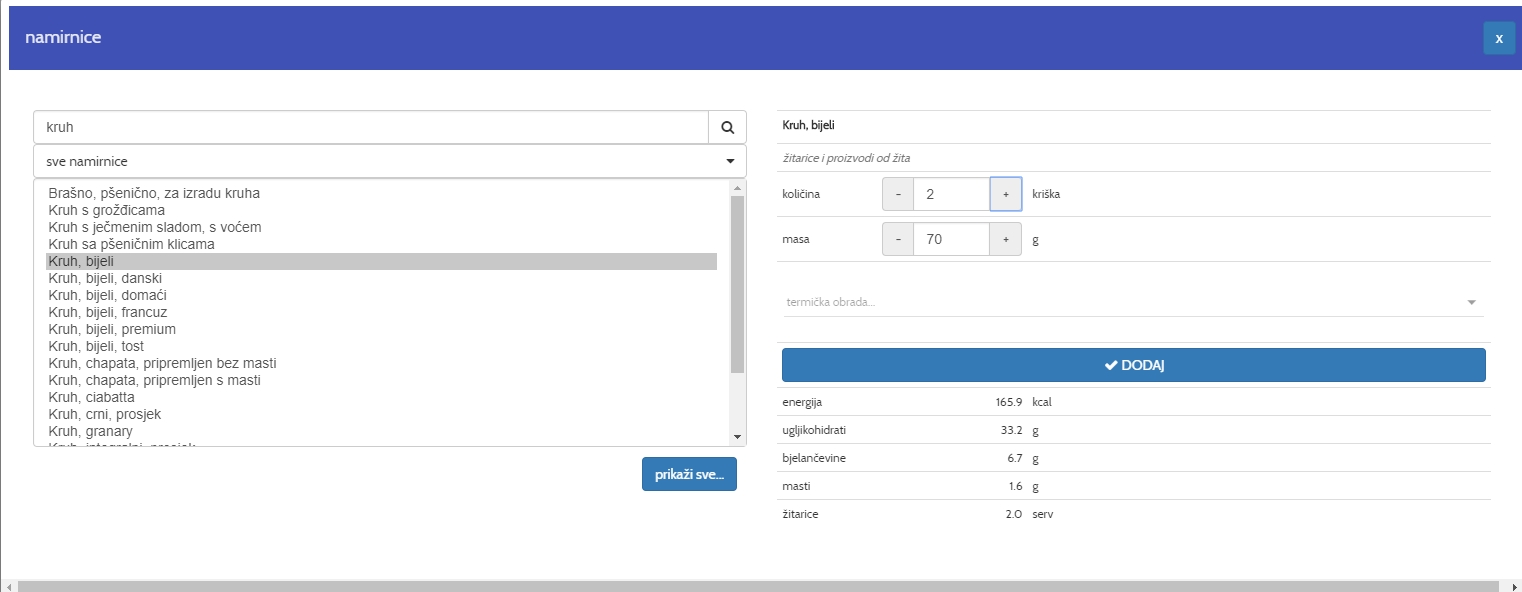 namirnice
x
kruh
sve namirnice
Brašno, pšenično, za izradu kruha
Kruh s grožđicama
Kruh s ječmenim sladom, s voćem
Kruh sa pšeničnim klicama
Kruh, bijeli
Kruh, bijeli, danski
Kruh, bijeli, domaći
Kruh, bijeli, francuz
Kruh, bijeli, premium
Kruh, bijeli, tost
Kruh, chapata, pripremljen bez masti
Kruh, chapata, pripremljen s masti
Kruh, ciabatta
Kruh, crni, prosjek
Kruh, granary
Kruh, integralni, prosjek
prikaži sve...
Kruh, bijeli
žitarice i proizvodi od žita
količina - 2 + kriška
masa - 70 + g
termička obrada...
DODAJ
energija 165.9 kcal
ugljikohidrati 33.2 g
bjelančevine 6.7 g
masti 1.6 g
žitarice 2.0 serv